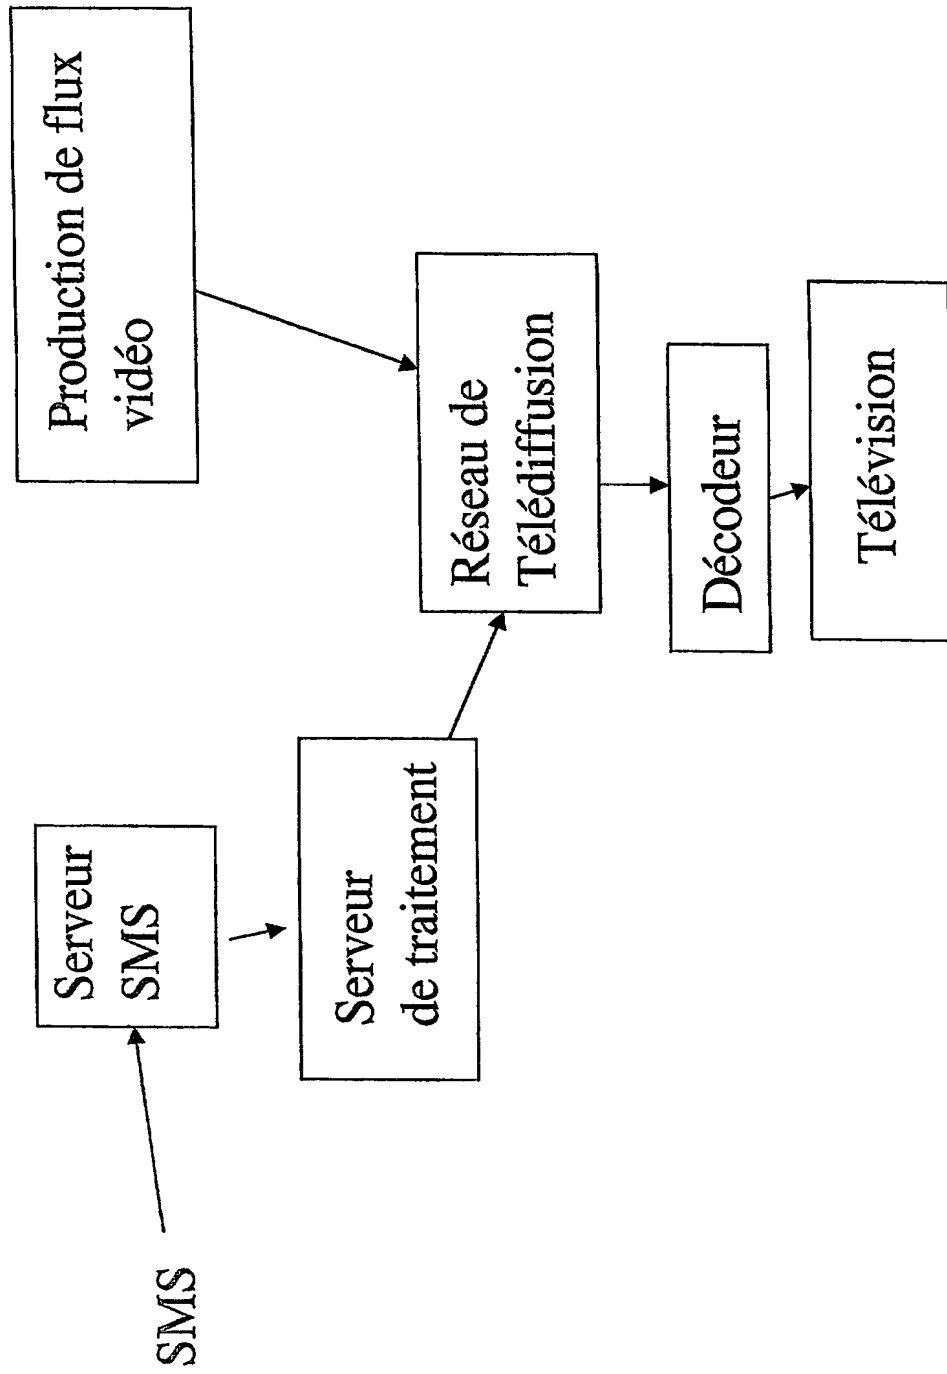 SMS
Serveur
SMS
Serveur
de traitement
Production de flux
vidéo
Réseau de
Télédiffusion
Décodeur
Télévision